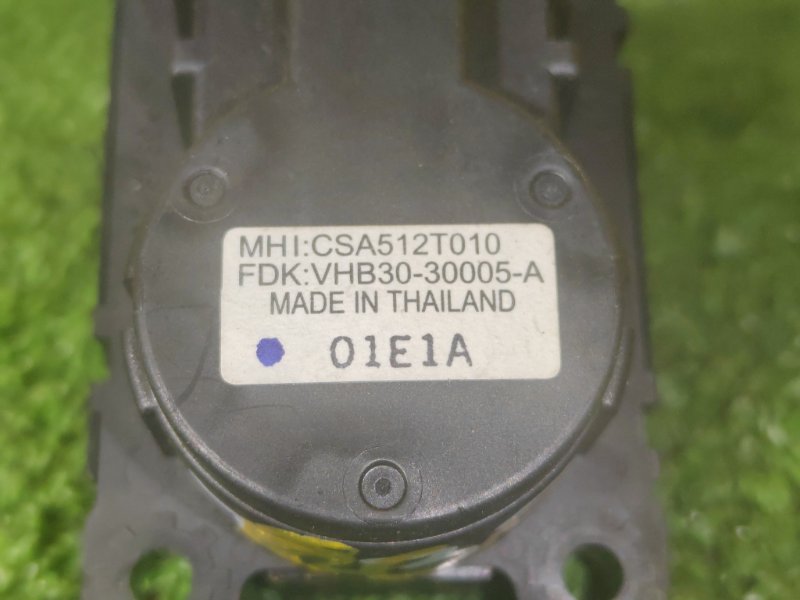 MHI:CSA512T010
FDK:VHB30-30005-A
MADE IN THAILAND
01E1A